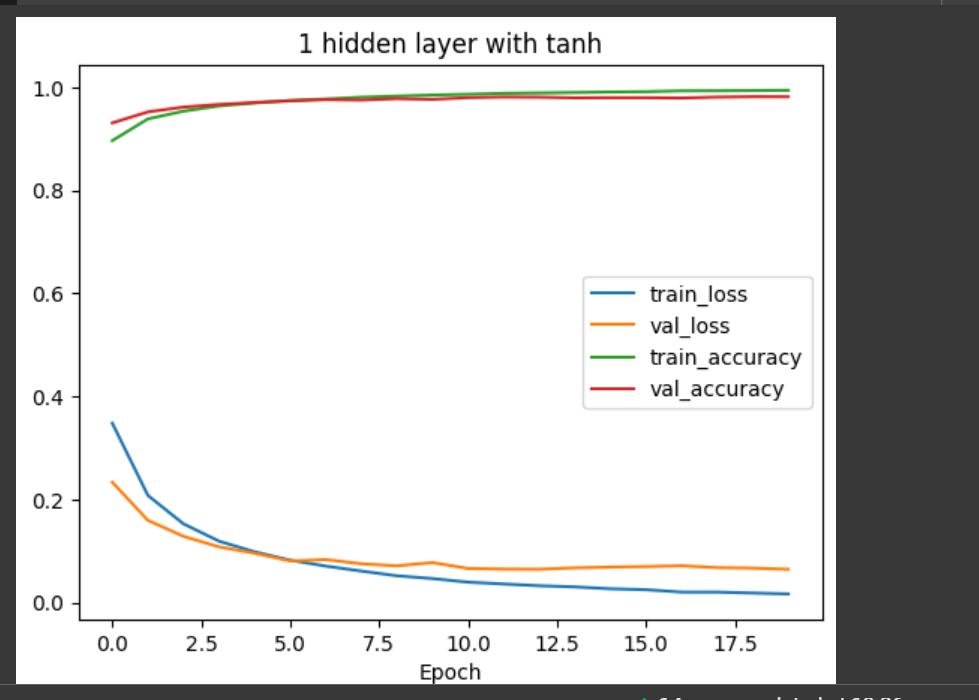 1 hidden layer with tanh
1.0
0.8
0.6
0.4
0.2
0.0
train_loss
val_loss
train_accuracy
val_accuracy
0.0 2.5 5.0 7.5 10.0 12.5 15.0 17.5
Epoch